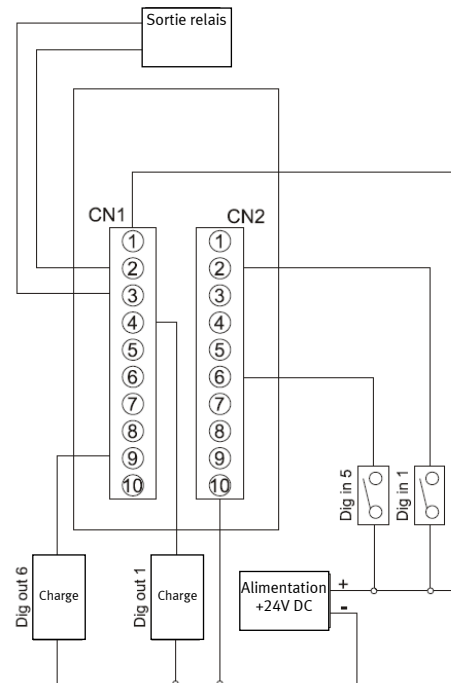 Sortie relais
CN1
CN2
1
2
3
4
5
6
7
8
9
10
1
2
3
4
5
6
7
8
9
10
Dig in 5
Dig in 1
Dig out 6
Charge
Dig out 1
Charge
Alimentation
+24V DC
+
-